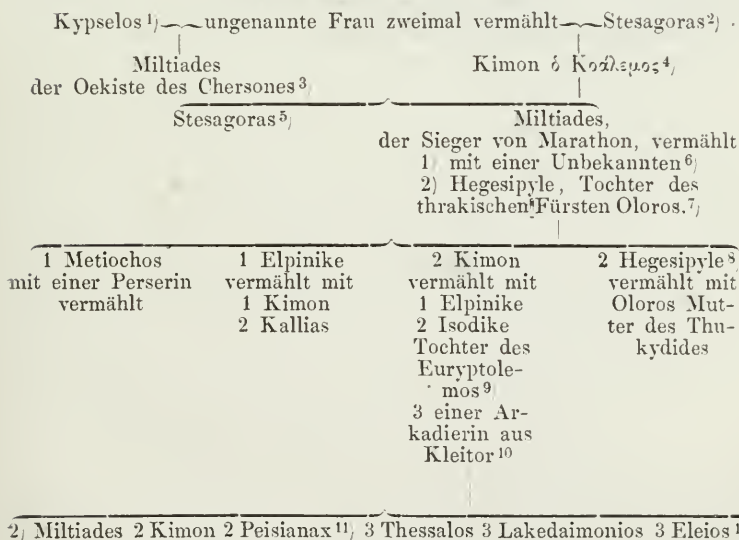 Kypselos 1) ungenannte Frau zweimal vermählt Stesagoras 2)
Miltiades
der Oekiste des Chersones 3)
Kimon ὁ Κοάλεμος 4)
Stesagoras 5)
Miltiades,
der Sieger von Marathon, vermählt
1) mit einer Unbekannten 6)
2) Hegesipyle, Tochter des
thrakischen Fürsten Oloros. 7)
1 Metiochos
mit einer Perserin
vermählt
1 Elpinike
vermählt mit
1 Kimon
2 Kallias
2 Kimon
vermählt mit
1 Elpinike
2 Isodike
Tochter des
Euryptole-
mos 9)
3 einer Ar-
kadierin aus
Kleitor 10
2 Hegesipyle 8)
vermählt mit
Oloros Mut-
ter des Thu-
kydides
2) Miltiades 2 Kimon 2 Peisianax 11) 3 Thessalos 3 Lakedaimonios 3 Eleios